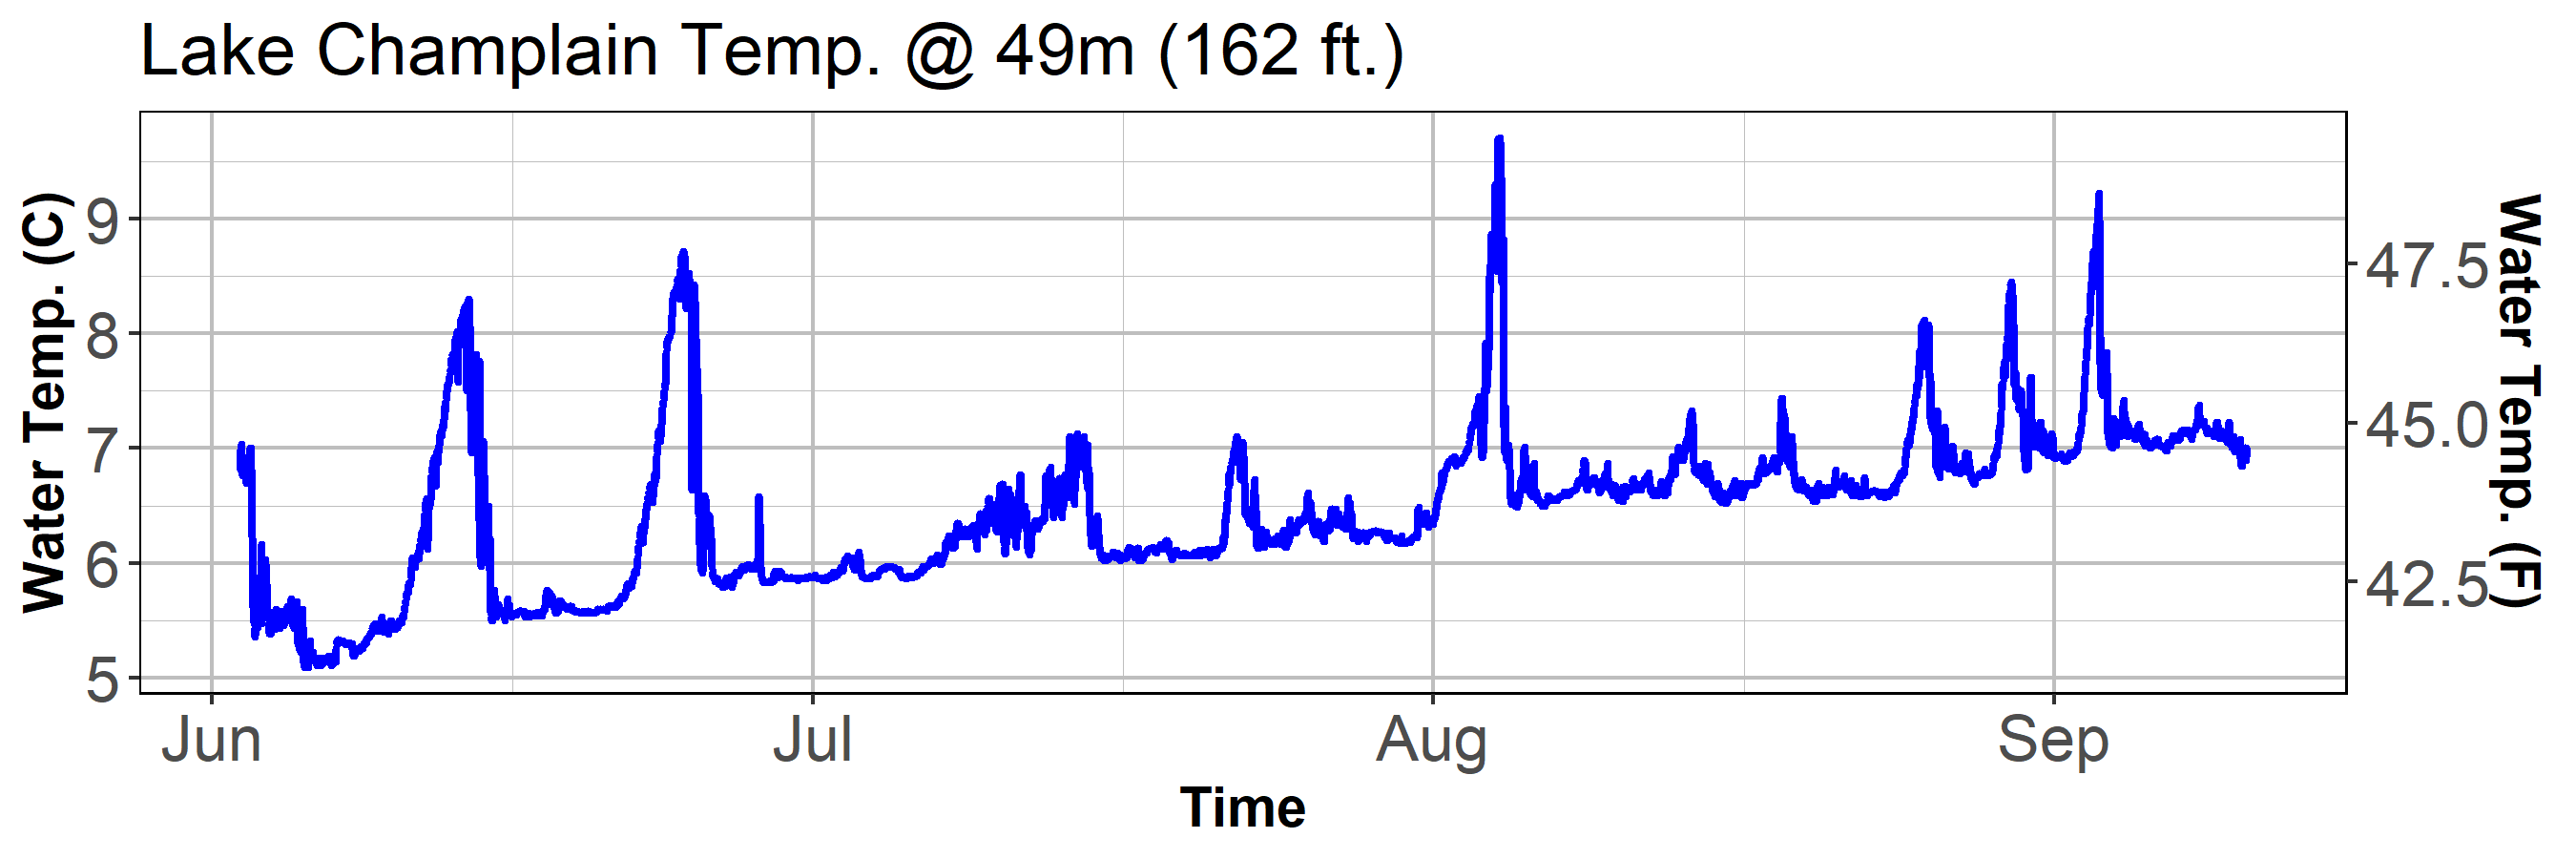 Lake Champlain Temp. @ 49m (162 ft.)
Water Temp. (C)
9
8
7
6
5
47.5
45.0
42.5
Water Temp. (F)
Jun Jul Aug Sep
Time